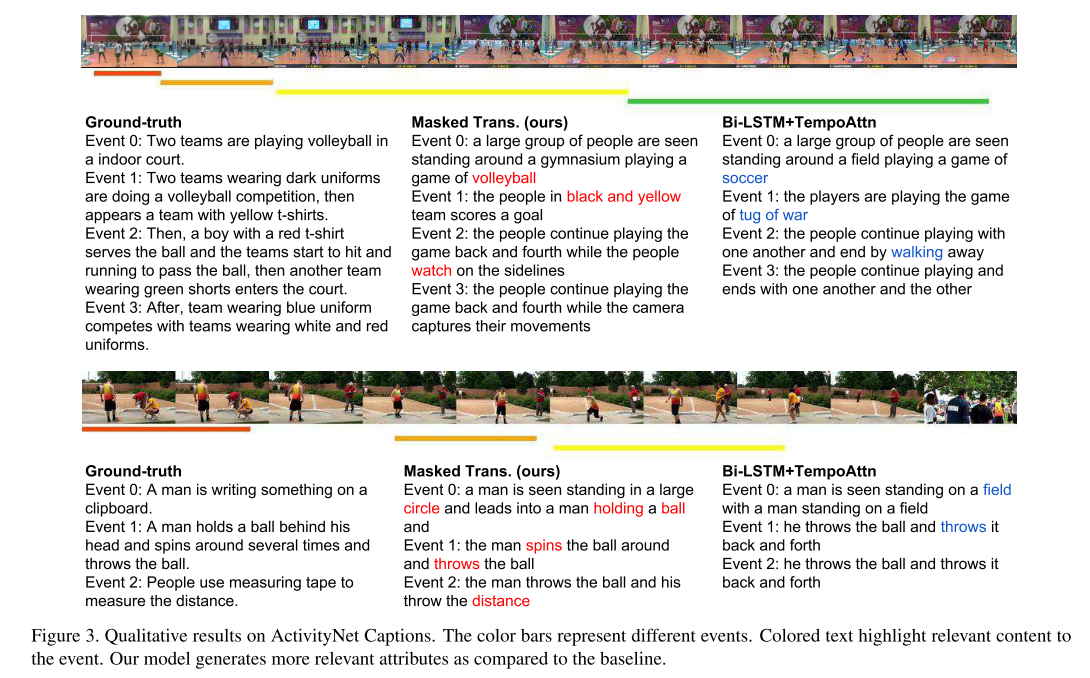 Ground-truth
Event 0: Two teams are playing volleyball in
a indoor court.
Event 1: Two teams wearing dark uniforms
are doing a volleyball competition, then
appears a team with yellow t-shirts.
Event 2: Then, a boy with a red t-shirt
serves the ball and the teams start to hit and
running to pass the ball, then another team
wearing green shorts enters the court.
Event 3: After, team wearing blue uniform
competes with teams wearing white and red
uniforms.
Masked Trans. (ours)
Event 0: a large group of people are seen
standing around a gymnasium playing a
game of volleyball
Event 1: the people in black and yellow
team scores a goal
Event 2: the people continue playing the
game back and fourth while the people
watch on the sidelines
Event 3: the people continue playing the
game back and fourth while the camera
captures their movements
Bi-LSTM+TempoAttn
Event 0: a large group of people are seen
standing around a field playing a game of
soccer
Event 1: the players are playing the game
of tug of war
Event 2: the people continue playing with
one another and end by walking away
Event 3: the people continue playing and
ends with one another and the other
Ground-truth
Event 0: A man is writing something on a
clipboard.
Event 1: A man holds a ball behind his
head and spins around several times and
throws the ball.
Event 2: People use measuring tape to
measure the distance.
Masked Trans. (ours)
Event 0: a man is seen standing in a large
circle and leads into a man holding a ball
and
Event 1: the man spins the ball around
and throws the ball
Event 2: the man throws the ball and his
throw the distance
Bi-LSTM+TempoAttn
Event 0: a man is seen standing on a field
with a man standing on a field
Event 1: he throws the ball and throws it
back and forth
Event 2: he throws the ball and throws it
back and forth
Figure 3. Qualitative results on ActivityNet Captions. The color bars represent different events. Colored text highlight relevant content to
the event. Our model generates more relevant attributes as compared to the baseline.